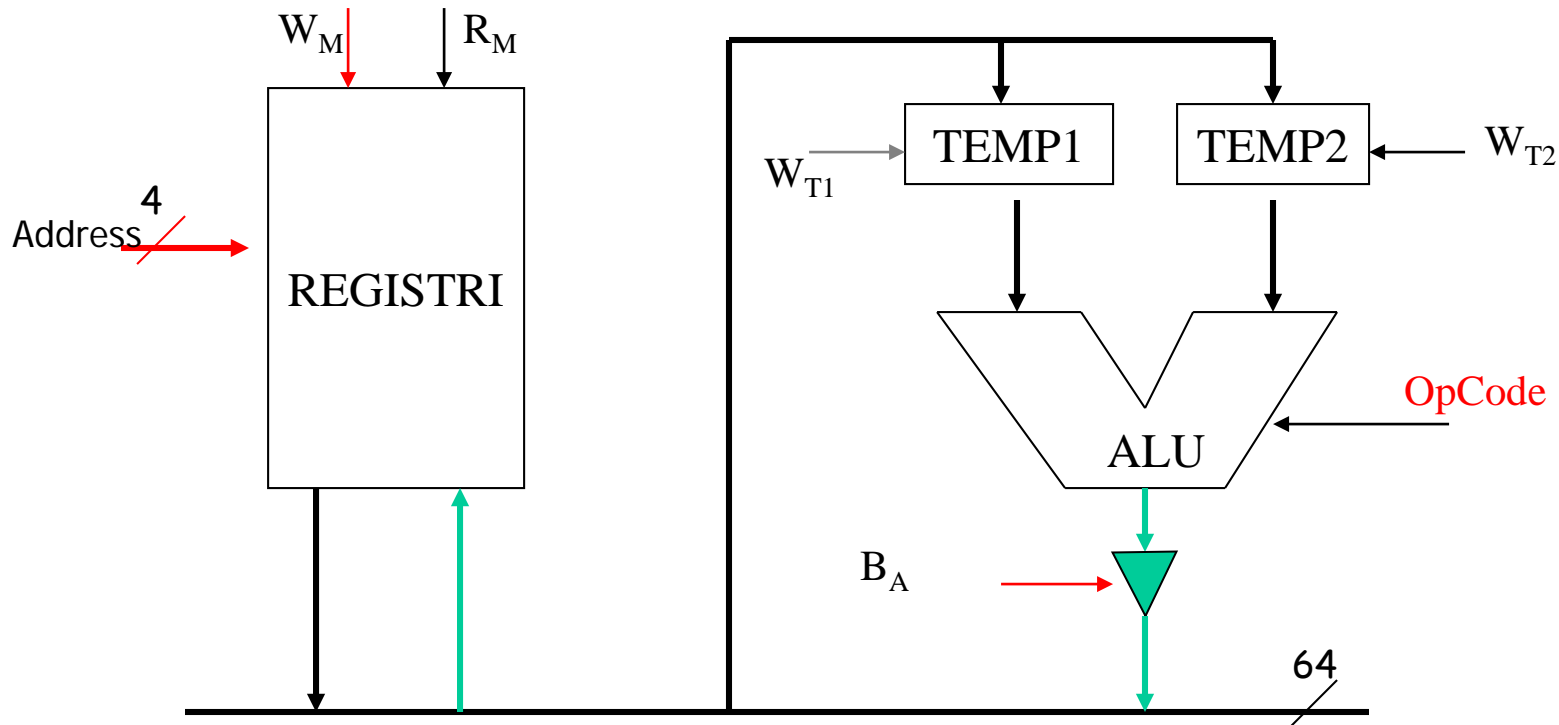 W_M
R_M
4
Address
REGISTRI
TEMP1
TEMP2
W_T1
W_T2
OpCode
ALU
B_A
64